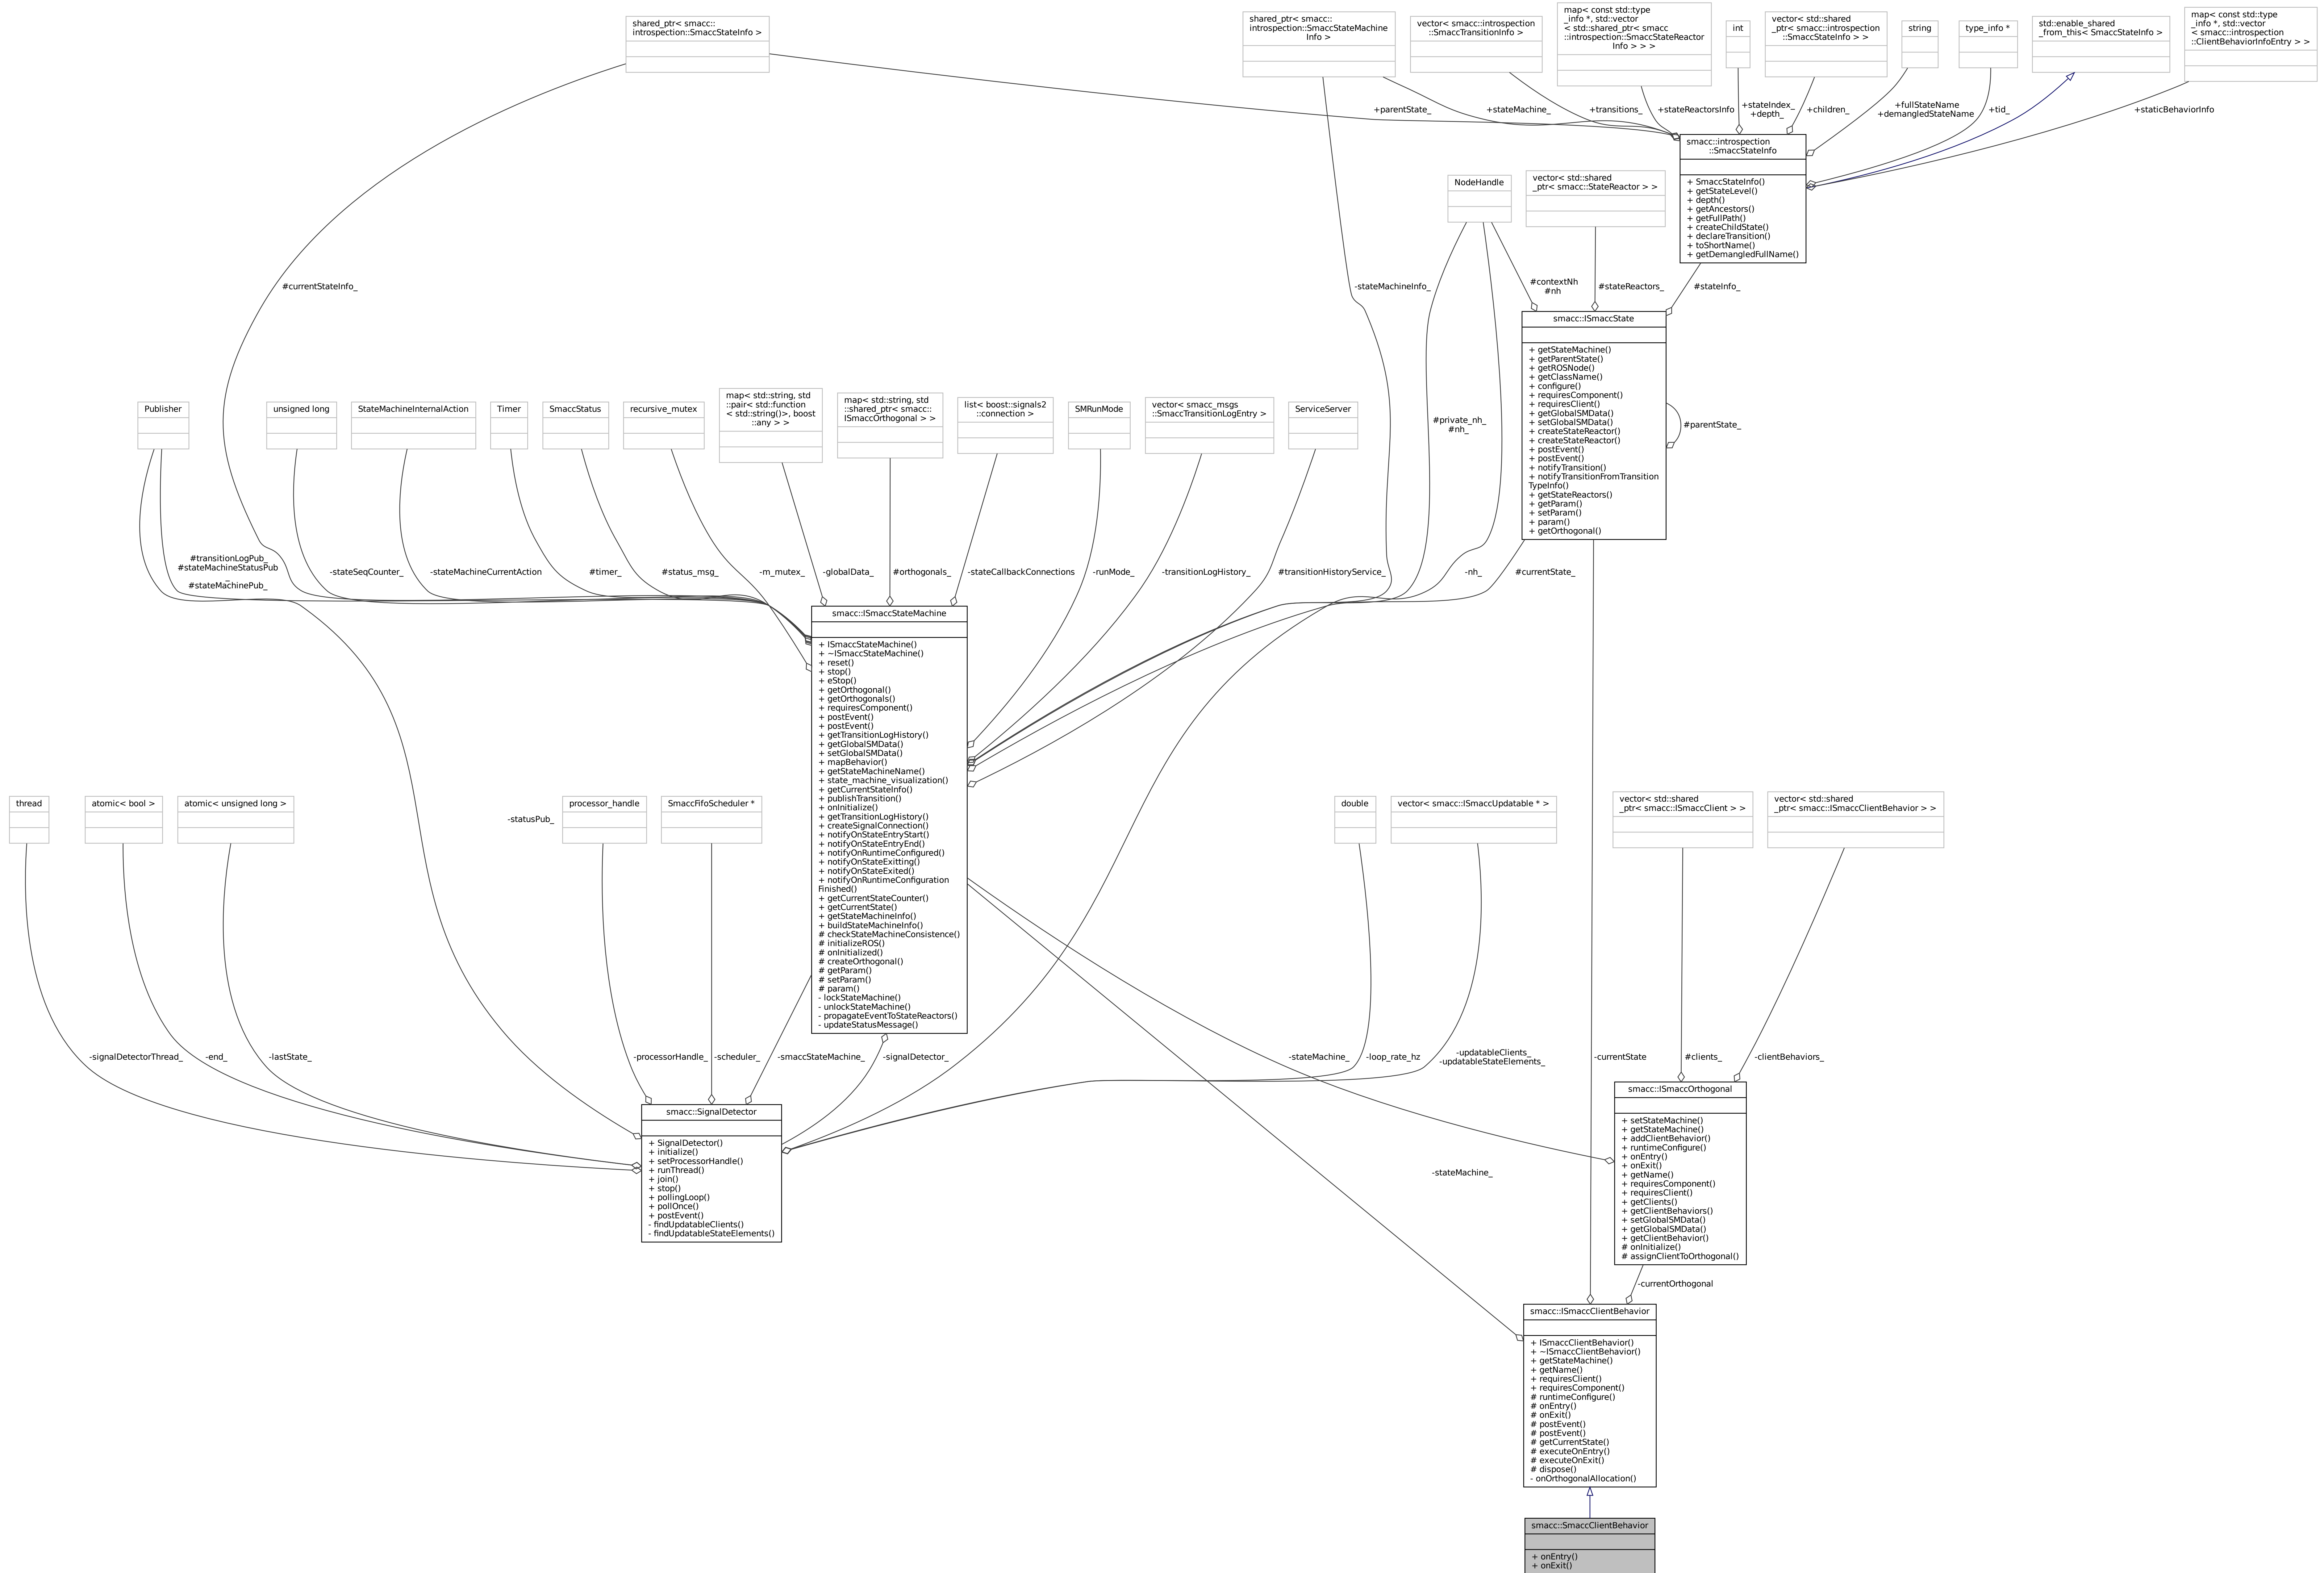 shared_ptr< smacc::
introspection::SmaccStateInfo >
shared_ptr< smacc::
introspection::SmaccStateMachine
Info >
vector< smacc::introspection
::SmaccTransitionInfo >
map< const std::type
_info *, std::vector
< std::shared_ptr< smacc
::introspection::SmaccStateReactor
Info > > >
int
vector< std::shared
_ptr< smacc::introspection
::SmaccStateInfo > >
string
type_info *
std::enable_shared
_from_this< SmaccStateInfo >
map< const std::type
_info *, std::vector
< smacc::introspection
::ClientBehaviorInfoEntry > >
+parentState_
+stateMachine_
+transitions_
+stateReactorsInfo
+stateIndex_
+depth_
+children_
+fullStateName
+demangledStateName
+tid_
+staticBehaviorInfo
smacc::introspection
::SmaccStateInfo
+ SmaccStateInfo()
+ getStateLevel()
+ depth()
+ getAncestors()
+ getFullPath()
+ createChildState()
+ declareTransition()
+ toShortName()
+ getDemangledFullName()
NodeHandle
vector< std::shared
_ptr< smacc::StateReactor > >
#currentStateInfo_
-stateMachineInfo_
#contextNh
#nh
#stateReactors_
#stateInfo_
smacc::ISmaccState
+ getStateMachine()
+ getParentState()
+ getROSNode()
+ getClassName()
+ configure()
+ requiresComponent()
+ requiresClient()
+ getGlobalSMData()
+ setGlobalSMData()
+ createStateReactor()
+ createStateReactor()
+ postEvent()
+ postEvent()
+ notifyTransition()
+ notifyTransitionFromTransition
TypeInfo()
+ getStateReactors()
+ getParam()
+ setParam()
+ param()
+ getOrthogonal()
#parentState_
Publisher
unsigned long
StateMachineInternalAction
Timer
SmaccStatus
recursive_mutex
map< std::string, std
::pair< std::function
< std::string()>, boost
::any > >
map< std::string, std
::shared_ptr< smacc::
ISmaccOrthogonal > >
list< boost::signals2
::connection >
SMRunMode
vector< smacc_msgs
::SmaccTransitionLogEntry >
ServiceServer
#private_nh_
#nh_
#transitionLogPub_
#stateMachineStatusPub
_
#stateMachinePub_
-stateSeqCounter_
-stateMachineCurrentAction
#timer_
#status_msg_
-m_mutex_
-globalData_
#orthogonals_
-stateCallbackConnections
-runMode_
-transitionLogHistory_
#transitionHistoryService_
-nh_
#currentState_
smacc::ISmaccStateMachine
+ ISmaccStateMachine()
+ ~ISmaccStateMachine()
+ reset()
+ stop()
+ eStop()
+ getOrthogonal()
+ getOrthogonals()
+ requiresComponent()
+ postEvent()
+ postEvent()
+ getTransitionLogHistory()
+ getGlobalSMData()
+ setGlobalSMData()
+ mapBehavior()
+ getStateMachineName()
+ state_machine_visualization()
+ getCurrentStateInfo()
+ publishTransition()
+ onInitialize()
+ getTransitionLogHistory()
+ createSignalConnection()
+ notifyOnStateEntryStart()
+ notifyOnStateEntryEnd()
+ notifyOnRuntimeConfigured()
+ notifyOnStateExitting()
+ notifyOnStateExited()
+ notifyOnRuntimeConfiguration
Finished()
+ getCurrentStateCounter()
+ getCurrentState()
+ getStateMachineInfo()
+ buildStateMachineInfo()
# checkStateMachineConsistence()
# initializeROS()
# onInitialized()
# createOrthogonal()
# getParam()
# setParam()
# param()
- lockStateMachine()
- unlockStateMachine()
- propagateEventToStateReactors()
- updateStatusMessage()
thread
atomic< bool >
atomic< unsigned long >
-statusPub_
processor_handle
SmaccFifoScheduler *
double
vector< smacc::ISmaccUpdatable * >
vector< std::shared
_ptr< smacc::ISmaccClient > >
vector< std::shared
_ptr< smacc::ISmaccClientBehavior > >
-signalDetectorThread_
-end_
-lastState_
-processorHandle_
-scheduler_
-smaccStateMachine_
-signalDetector_
-stateMachine_
-loop_rate_hz
-updatableClients_
-updatableStateElements_
-currentState
#clients_
-clientBehaviors_
smacc::SignalDetector
+ SignalDetector()
+ initialize()
+ setProcessorHandle()
+ runThread()
+ join()
+ stop()
+ pollingLoop()
+ pollOnce()
+ postEvent()
- findUpdatableClients()
- findUpdatableStateElements()
smacc::ISmaccOrthogonal
+ setStateMachine()
+ getStateMachine()
+ addClientBehavior()
+ runtimeConfigure()
+ onEntry()
+ onExit()
+ getName()
+ requiresComponent()
+ requiresClient()
+ getClients()
+ getClientBehaviors()
+ setGlobalSMData()
+ getGlobalSMData()
+ getClientBehavior()
# onInitialize()
# assignClientToOrthogonal()
-stateMachine_
-currentOrthogonal
smacc::ISmaccClientBehavior
+ ISmaccClientBehavior()
+ ~ISmaccClientBehavior()
+ getStateMachine()
+ getName()
+ requiresClient()
+ requiresComponent()
# runtimeConfigure()
# onEntry()
# onExit()
# postEvent()
# postEvent()
# getCurrentState()
# executeOnEntry()
# executeOnExit()
# dispose()
- onOrthogonalAllocation()
smacc::SmaccClientBehavior
+ onEntry()
+ onExit()